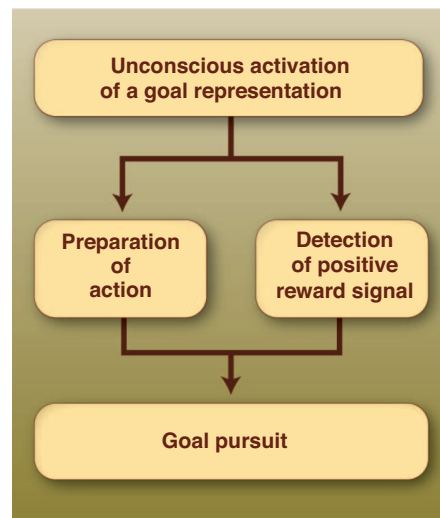 Unconscious activation
of a goal representation
Preparation
of
action
Detection
of positive
reward signal
Goal pursuit